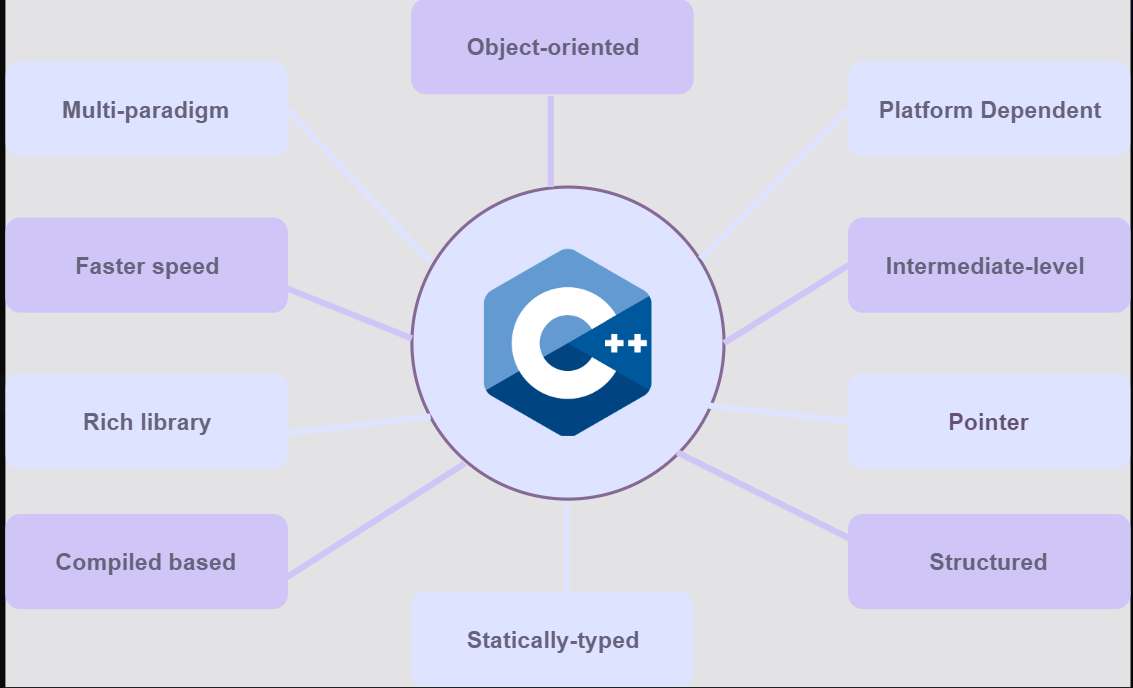 Object-oriented
Multi-paradigm
Platform Dependent
Faster speed
Intermediate-level
C++
Rich library
Pointer
Compiled based
Structured
Statically-typed